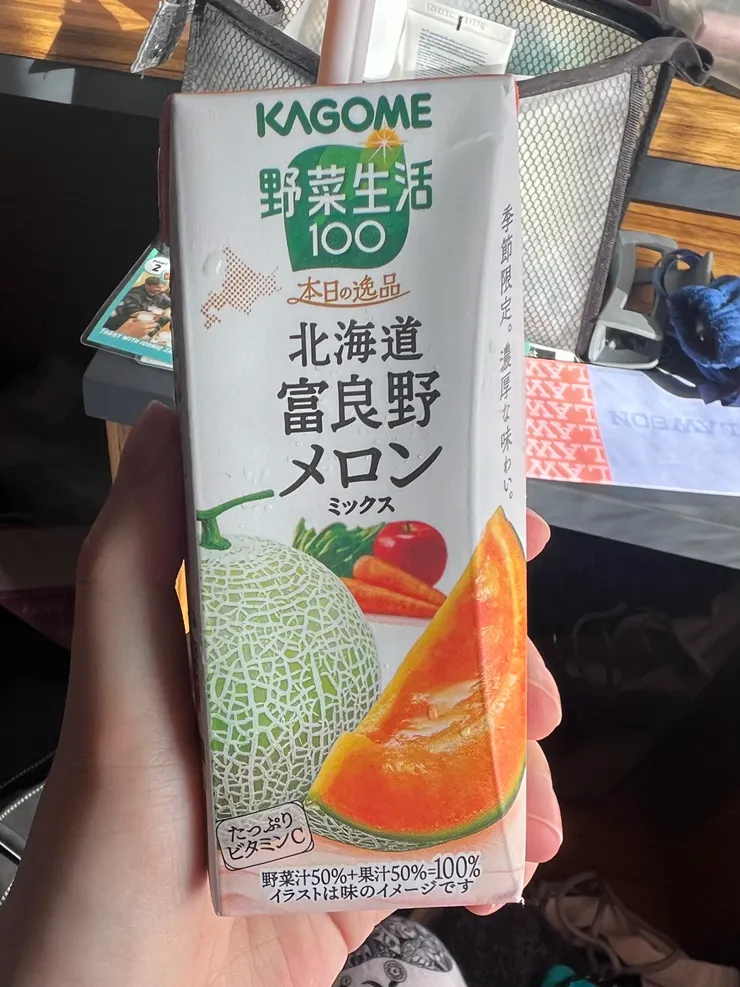 KAGOME
野菜生活
100
本日の逸品
北海道
富良野
メロン
ミックス
季節限定。濃厚な味わい。
たっぷり
ビタミンC
野菜汁50%+果汁50%=100%
イラストは味のイメージです
2
LAWSON